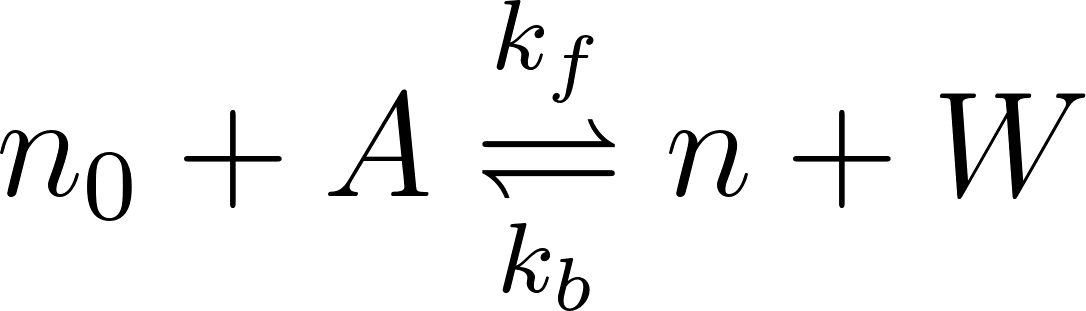 k_f
n_0 + A ⇌ n + W
k_b